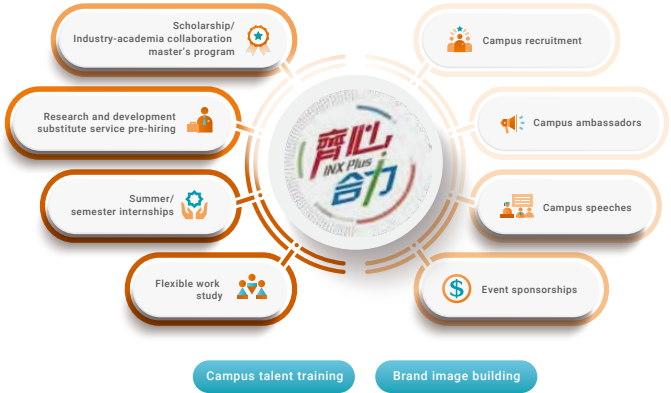 Scholarship/
Industry-academia collaboration
master's program
Research and development
substitute service pre-hiring
Summer/
semester internships
Flexible work
study
齊心
INX Plus
合力
Campus recruitment
Campus ambassadors
Campus speeches
$
Event sponsorships
Campus talent training
Brand image building